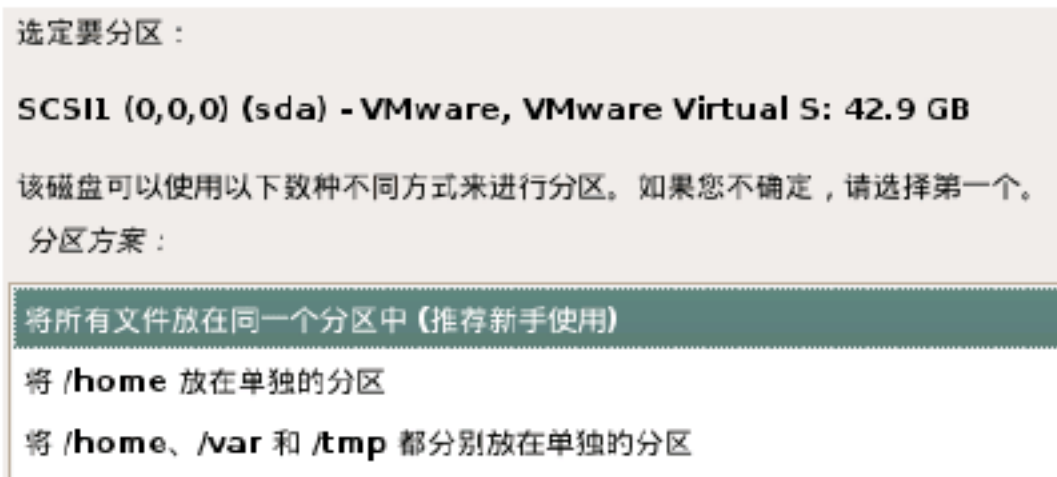 选定要分区：
SCSI1 (0,0,0) (sda) - VMware, VMware Virtual S: 42.9 GB
该磁盘可以使用以下数种不同方式来进行分区。如果您不确定，请选择第一个。
分区方案：
将所有文件放在同一个分区中 (推荐新手使用)
将 /home 放在单独的分区
将 /home、/var 和 /tmp 都分别放在单独的分区